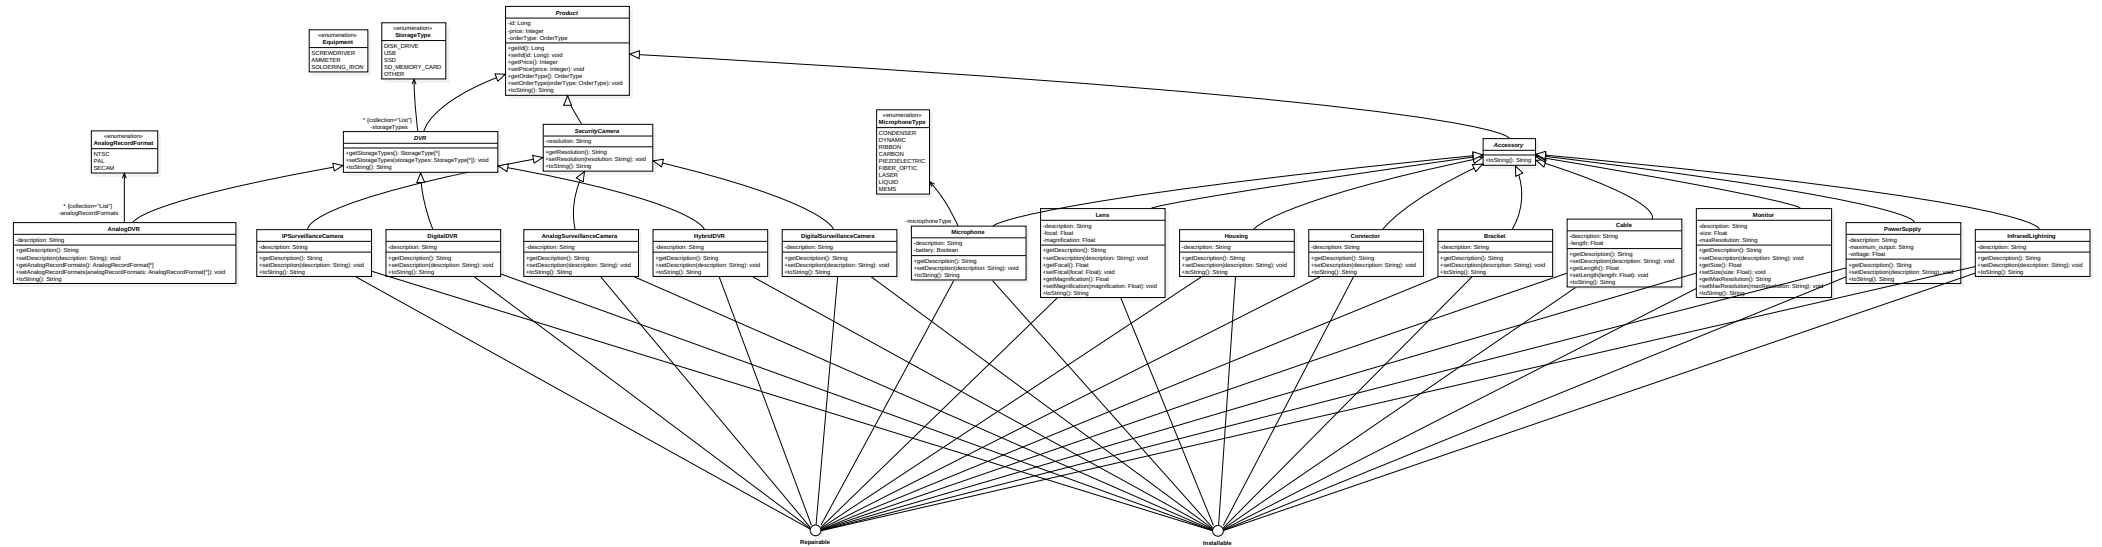 Product
-id: Long
-price: Integer
-orderType: OrderType
+getId(): Long
+setId(id: Long): void
+getPrice(): Integer
+setPrice(price: Integer): void
+getOrderType(): OrderType
+setOrderType(orderType: OrderType): void
+toString(): String
«enumeration»
Equipment
SCREWDRIVER
AMMETER
SOLDERING_IRON
«enumeration»
StorageType
DISK_DRIVE
USB
SSD
SD_MEMORY_CARD
OTHER
* {collection="List"}
-storageTypes
DVR
+getStorageTypes(): StorageType[*]
+setStorageTypes(storageTypes: StorageType[*]): void
+toString(): String
SecurityCamera
-resolution: String
+getResolution(): String
+setResolution(resolution: String): void
+toString(): String
«enumeration»
MicrophoneType
CONDENSER
DYNAMIC
RIBBON
CARBON
PIEZOELECTRIC
FIBER_OPTIC
LASER
LIQUID
MEMS
Accessory
+toString(): String
«enumeration»
AnalogRecordFormat
NTSC
PAL
SECAM
* {collection="List"}
-analogRecordFormats
AnalogDVR
-description: String
+getDescription(): String
+setDescription(description: String): void
+getAnalogRecordFormats(): AnalogRecordFormat[*]
+setAnalogRecordFormats(analogRecordFormats: AnalogRecordFormat[*]): void
+toString(): String
IPSurveillanceCamera
-description: String
+getDescription(): String
+setDescription(description: String): void
+toString(): String
DigitalDVR
-description: String
+getDescription(): String
+setDescription(description: String): void
+toString(): String
AnalogSurveillanceCamera
-description: String
+getDescription(): String
+setDescription(description: String): void
+toString(): String
HybridDVR
-description: String
+getDescription(): String
+setDescription(description: String): void
+toString(): String
DigitalSurveillanceCamera
-description: String
+getDescription(): String
+setDescription(description: String): void
+toString(): String
-microphoneType
Microphone
-description: String
-battery: Boolean
+getDescription(): String
+setDescription(description: String): void
+toString(): String
Lens
-description: String
-focal: Float
-magnification: Float
+getDescription(): String
+setDescription(description: String): void
+getFocal(): Float
+setFocal(focal: Float): void
+getMagnification(): Float
+setMagnification(magnification: Float): void
+toString(): String
Housing
-description: String
+getDescription(): String
+setDescription(description: String): void
+toString(): String
Connector
-description: String
+getDescription(): String
+setDescription(description: String): void
+toString(): String
Bracket
-description: String
+getDescription(): String
+setDescription(description: String): void
+toString(): String
Cable
-description: String
-length: Float
+getDescription(): String
+setDescription(description: String): void
+getLength(): Float
+setLength(length: Float): void
+toString(): String
Monitor
-description: String
-size: Float
-maxResolution: String
+getDescription(): String
+setDescription(description: String): void
+getSize(): Float
+setSize(size: Float): void
+getMaxResolution(): String
+setMaxResolution(maxResolution: String): void
+toString(): String
PowerSupply
-description: String
-maximum_output: String
-voltage: Float
+getDescription(): String
+setDescription(description: String): void
+toString(): String
InfraredLightning
-description: String
+getDescription(): String
+setDescription(description: String): void
+toString(): String
Repairable
Installable